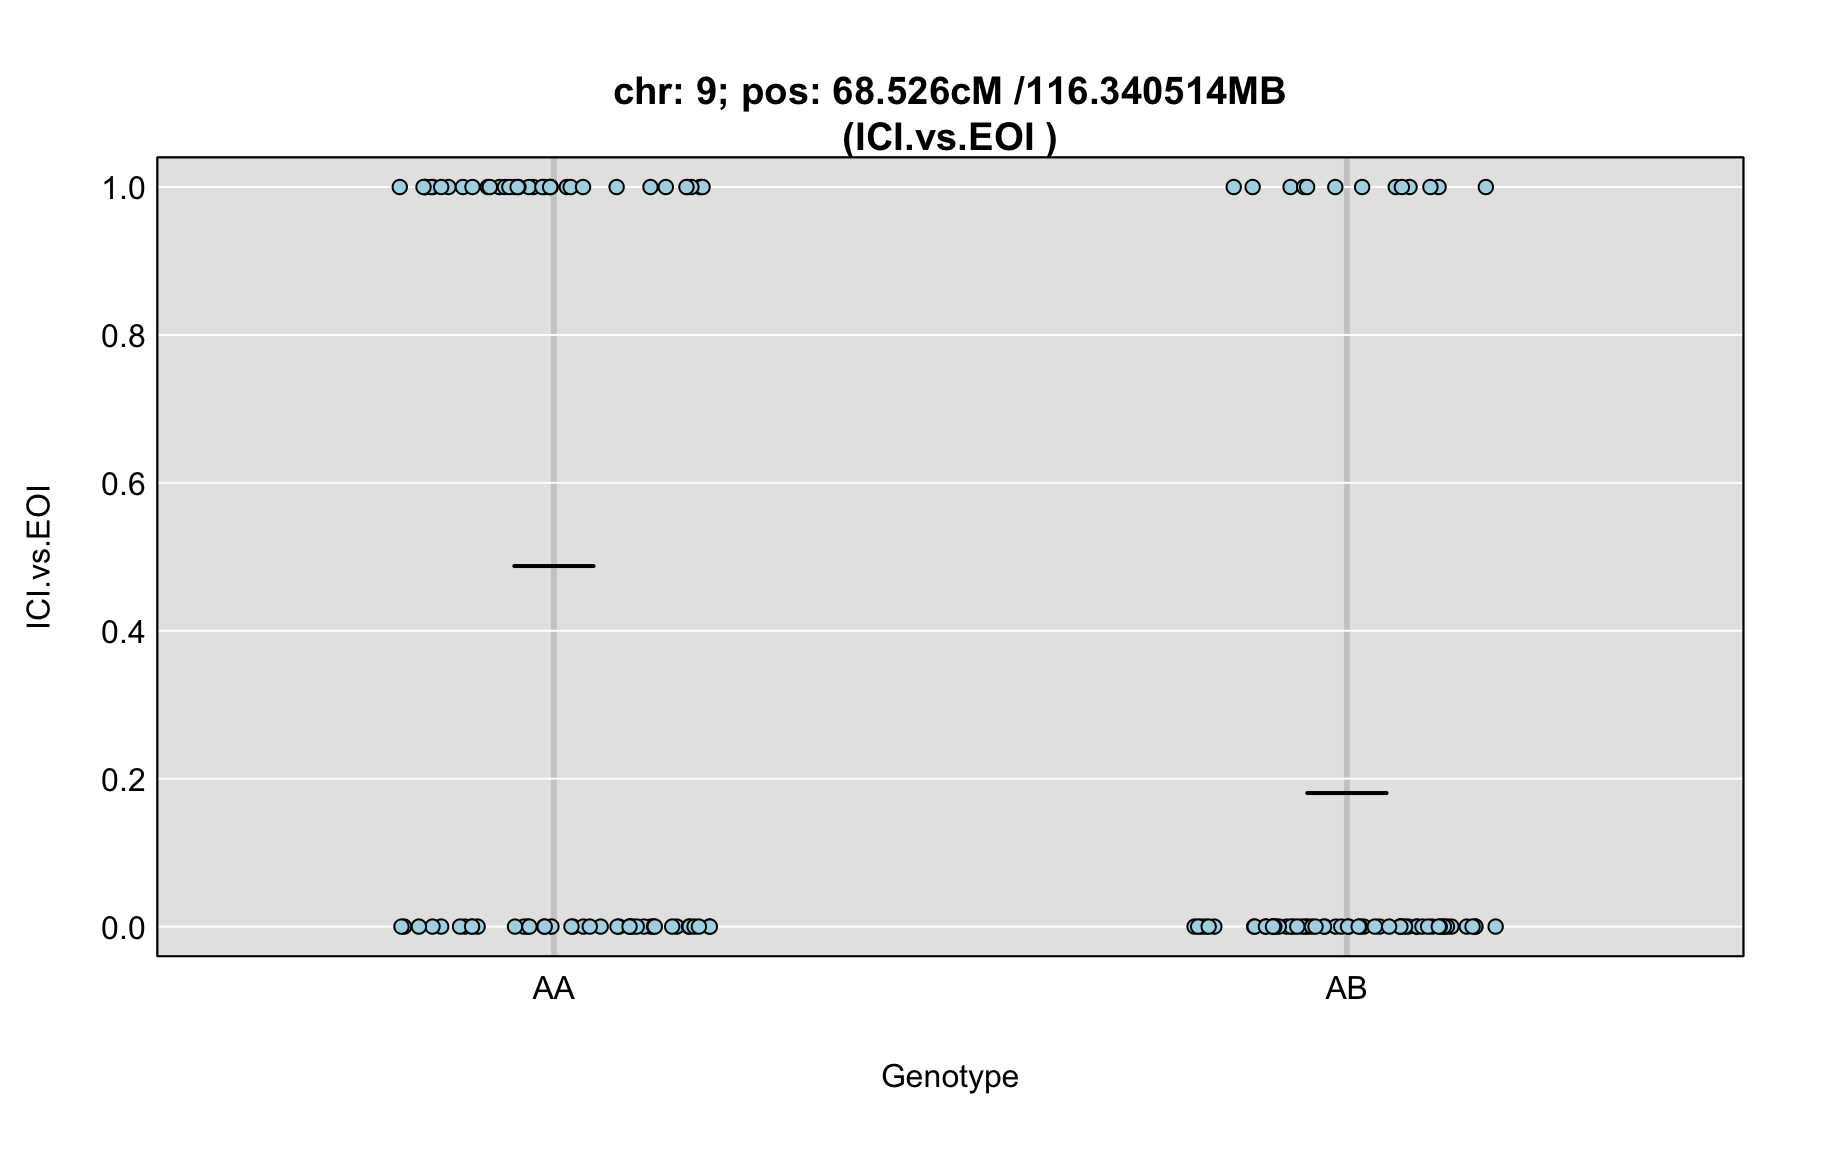 chr: 9; pos: 68.526cM /116.340514MB
(ICI.vs.EOI )
1.0
0.8
0.6
0.4
0.2
0.0
ICI.vs.EOI
AA
AB
Genotype